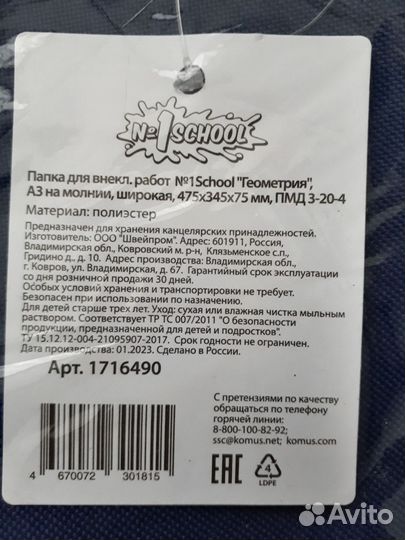 №1SCHOOL
Папка для внекл. работ №1School "Геометрия",
А3 на молнии, широкая, 475х345х75 мм, ПМД 3-20-4
Материал: полиэстер
Предназначен для хранения канцелярских принадлежностей.
Изготовитель: ООО "Швейпром". Адрес: 601911, Россия,
Владимирская обл., Ковровский м.р-н, Клязьменское с.п.,
Гридино д., д. 10. Адрес производства: Владимирская обл.,
г. Ковров, ул. Владимирская, д. 67. Гарантийный срок эксплуатации
со дня розничной продажи 30 дней.
Особых условий хранения и транспортировки не требует.
Безопасен при использовании по назначению.
Для детей старше трех лет. Уход: сухая или влажная чистка мыльным
раствором. Соответствует ТР ТС 007/2011 "О безопасности
продукции, предназначенной для детей и подростков".
ТУ 15.12.12-004-21095907-2017. Срок годности не ограничен.
Дата производства: 01.2023. Сделано в России.
Арт. 1716490
С претензиями по качеству
обращаться по телефону
горячей линии:
8-800-100-82-92;
ssc@komus.net; komus.com
4 670072 301815
EAC
4
LDPE
Avito